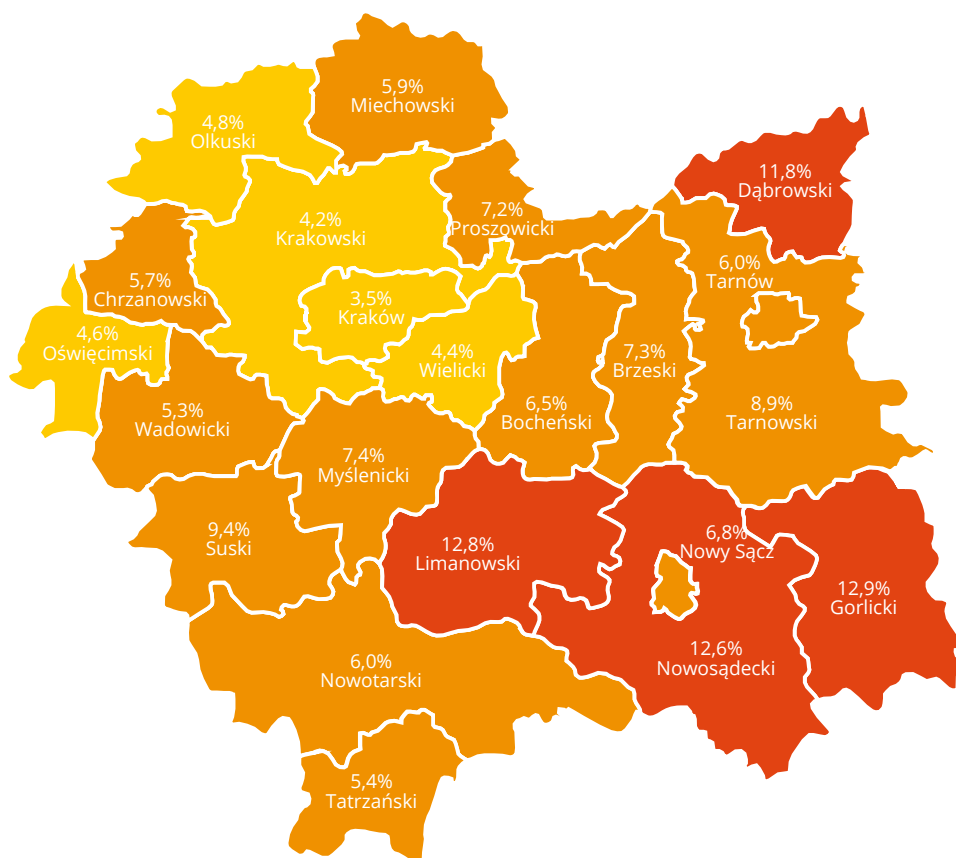 5,9%
Miechowski
4,8%
Olkuski
11,8%
Dąbrowski
7,2%
Proszowicki
4,2%
Krakowski
6,0%
Tarnów
5,7%
Chrzanowski
3,5%
Kraków
4,6%
Oświęcimski
4,4%
Wielicki
7,3%
Brzeski
5,3%
Wadowicki
6,5%
Bocheński
8,9%
Tarnowski
7,4%
Myślenicki
9,4%
Suski
12,8%
Limanowski
6,8%
Nowy Sącz
12,9%
Gorlicki
6,0%
Nowotarski
12,6%
Nowosądecki
5,4%
Tatrzański